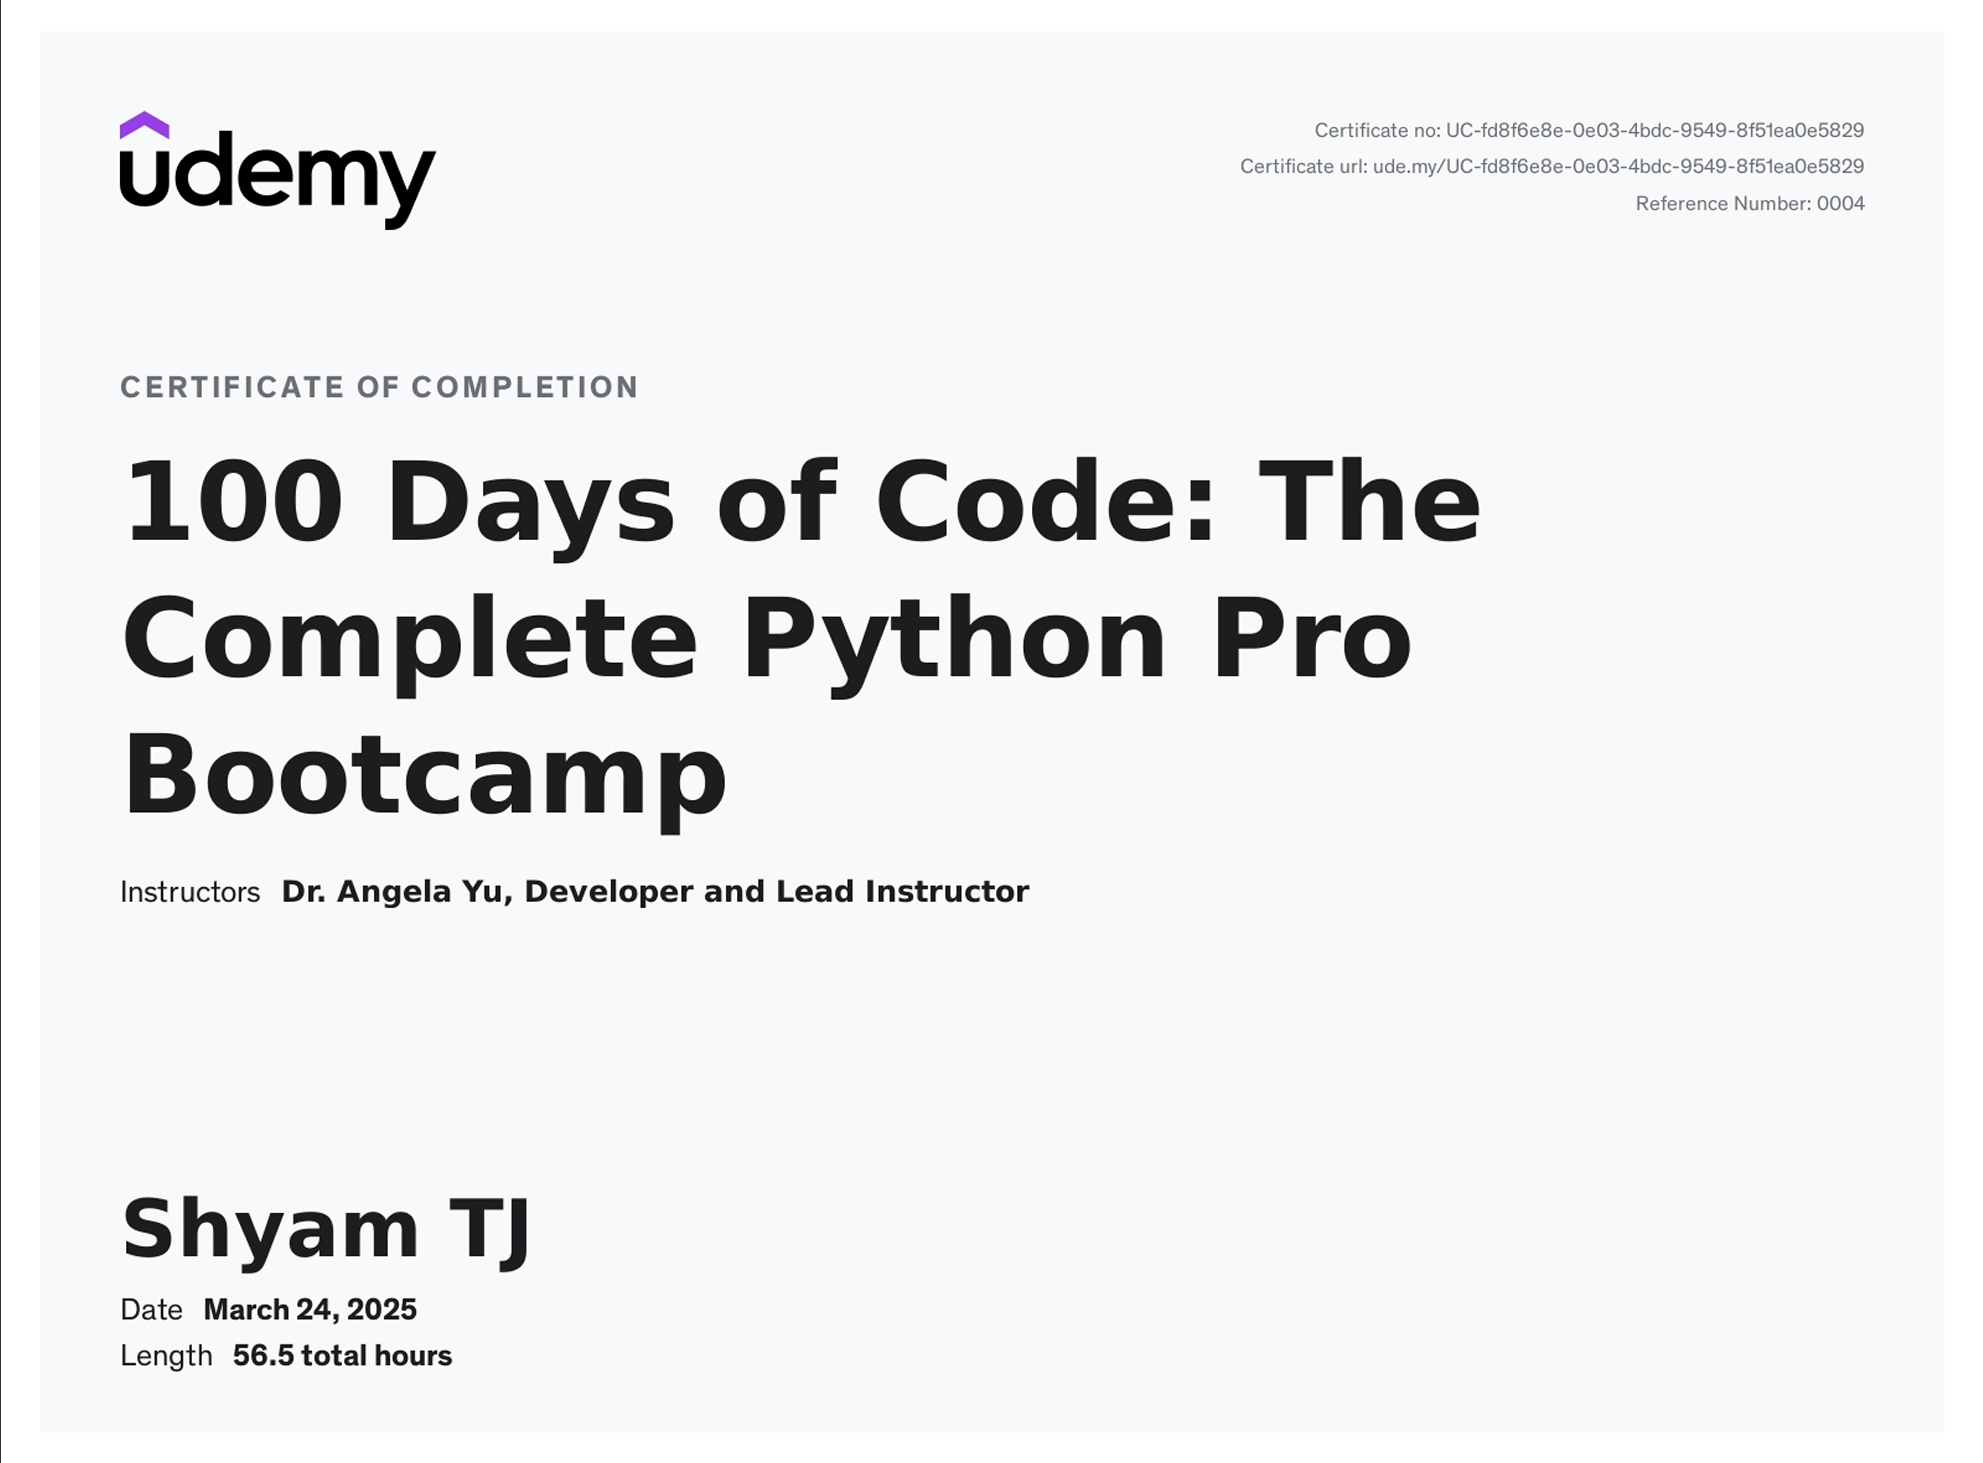 udemy
Certificate no: UC-fd8f6e8e-0e03-4bdc-9549-8f51ea0e5829
Certificate url: ude.my/UC-fd8f6e8e-0e03-4bdc-9549-8f51ea0e5829
Reference Number: 0004
CERTIFICATE OF COMPLETION
100 Days of Code: The
Complete Python Pro
Bootcamp
Instructors Dr. Angela Yu, Developer and Lead Instructor
Shyam TJ
Date March 24, 2025
Length 56.5 total hours